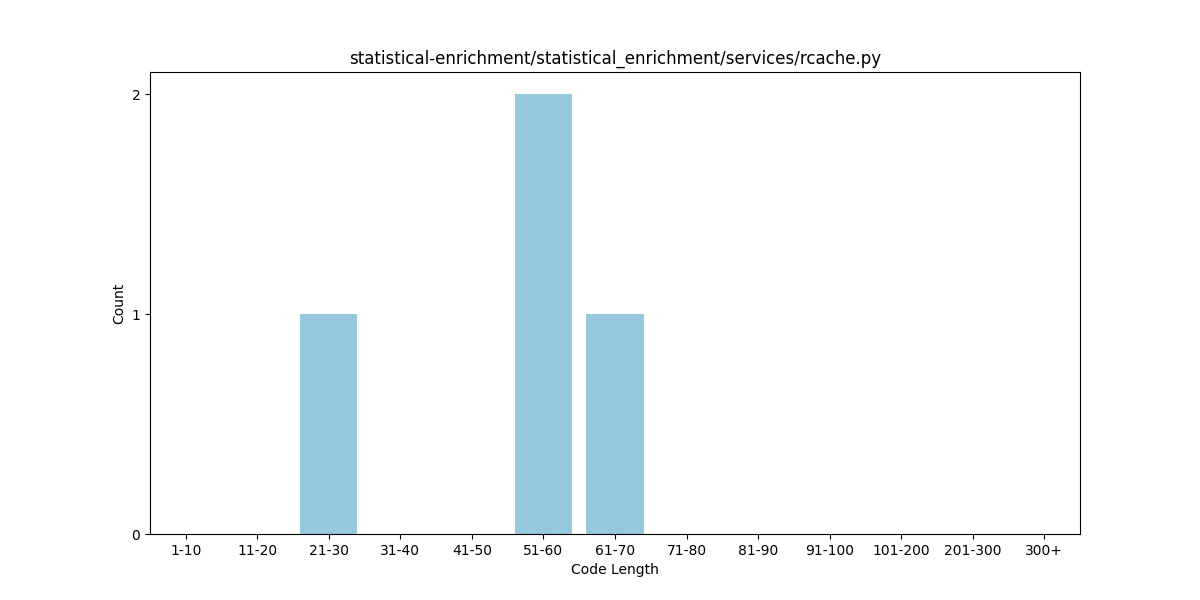 statistical-enrichment/statistical_enrichment/services/rcache.py
2
1
0
Count
1-10 11-20 21-30 31-40 41-50 51-60 61-70 71-80 81-90 91-100 101-200 201-300 300+
Code Length